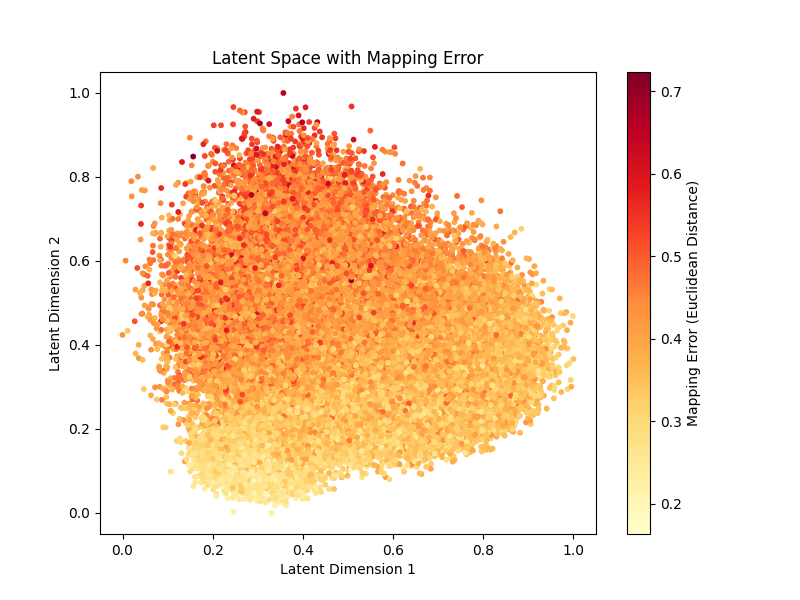 Latent Space with Mapping Error
1.0
0.8
0.6
0.4
0.2
0.0
Latent Dimension 2
0.0 0.2 0.4 0.6 0.8 1.0
Latent Dimension 1
0.7
0.6
0.5
0.4
0.3
0.2
Mapping Error (Euclidean Distance)